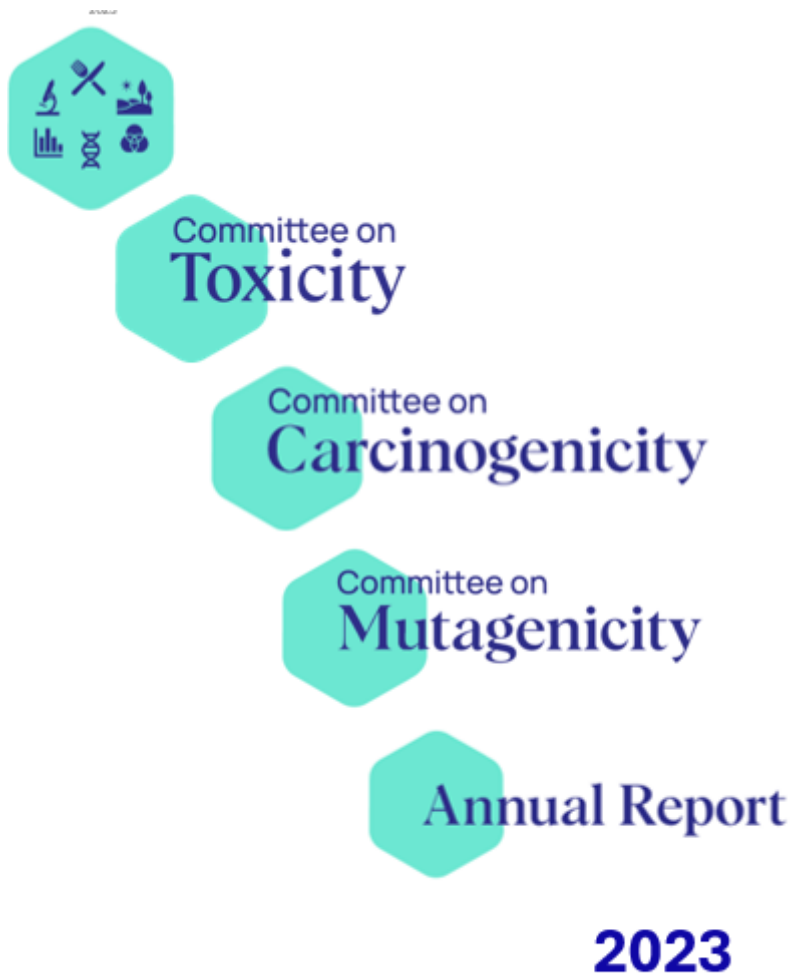 Committee on
Toxicity
Committee on
Carcinogenicity
Committee on
Mutagenicity
Annual Report
2023